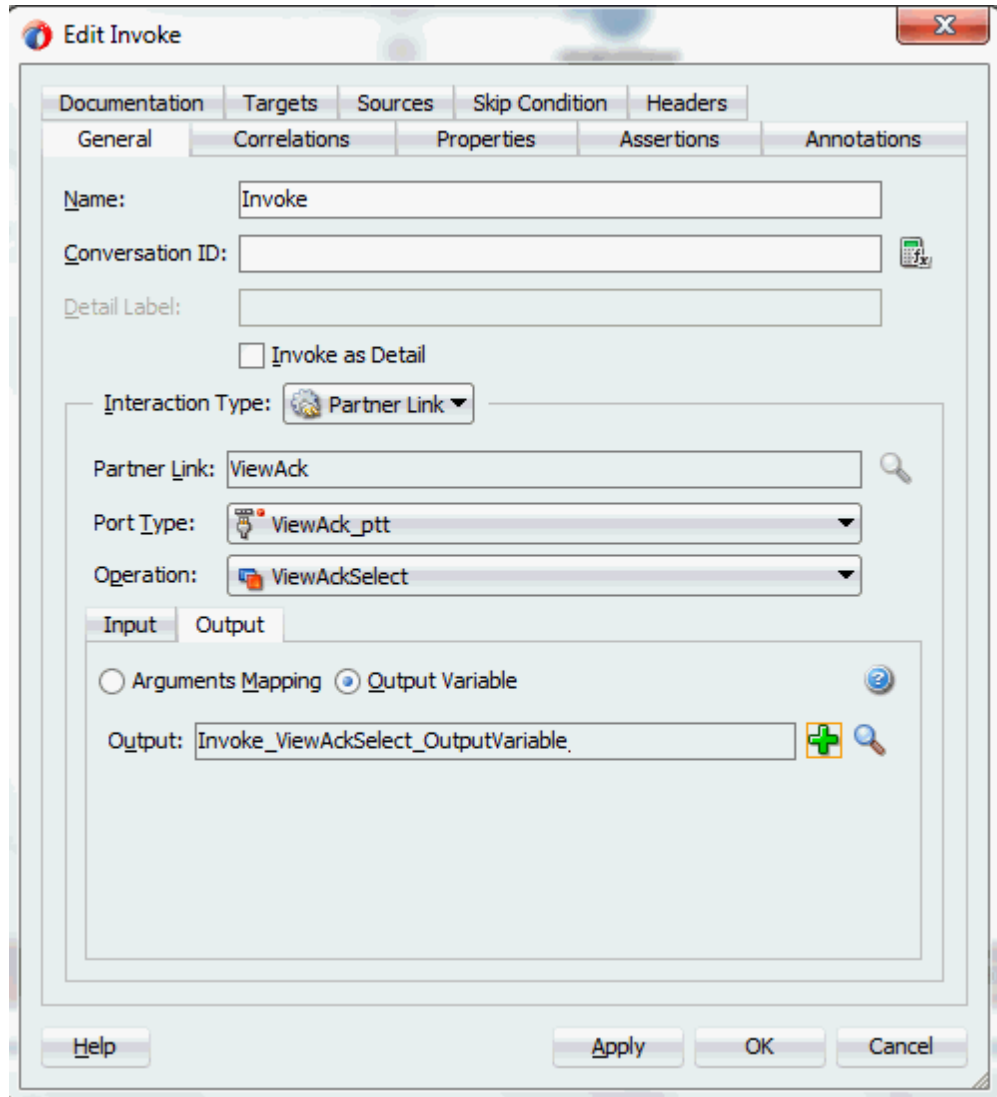 Edit Invoke
Documentation Targets Sources Skip Condition Headers
General Correlations Properties Assertions Annotations
Name: Invoke
Conversation ID:
Detail Label:
Invoke as Detail
Interaction Type: Partner Link
Partner Link: ViewAck
Port Type: ViewAck_ptt
Operation: ViewAckSelect
Input Output
Arguments Mapping Output Variable
Output: Invoke_ViewAckSelect_OutputVariable
Help Apply OK Cancel